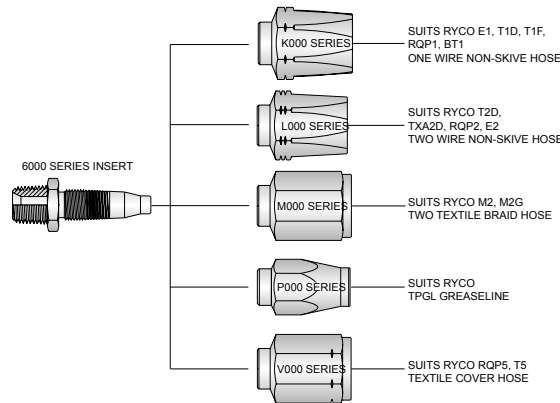 K000 SERIES
SUITS RYCO E1, T1D, T1F,
RQP1, BT1
ONE WIRE NON-SKIVE HOSE
L000 SERIES
SUITS RYCO T2D,
TXA2D, RQP2, E2
TWO WIRE NON-SKIVE HOSE
6000 SERIES INSERT
M000 SERIES
SUITS RYCO M2, M2G
TWO TEXTILE BRAID HOSE
P000 SERIES
SUITS RYCO
TPGL GREASELINE
V000 SERIES
SUITS RYCO RQP5, T5
TEXTILE COVER HOSE